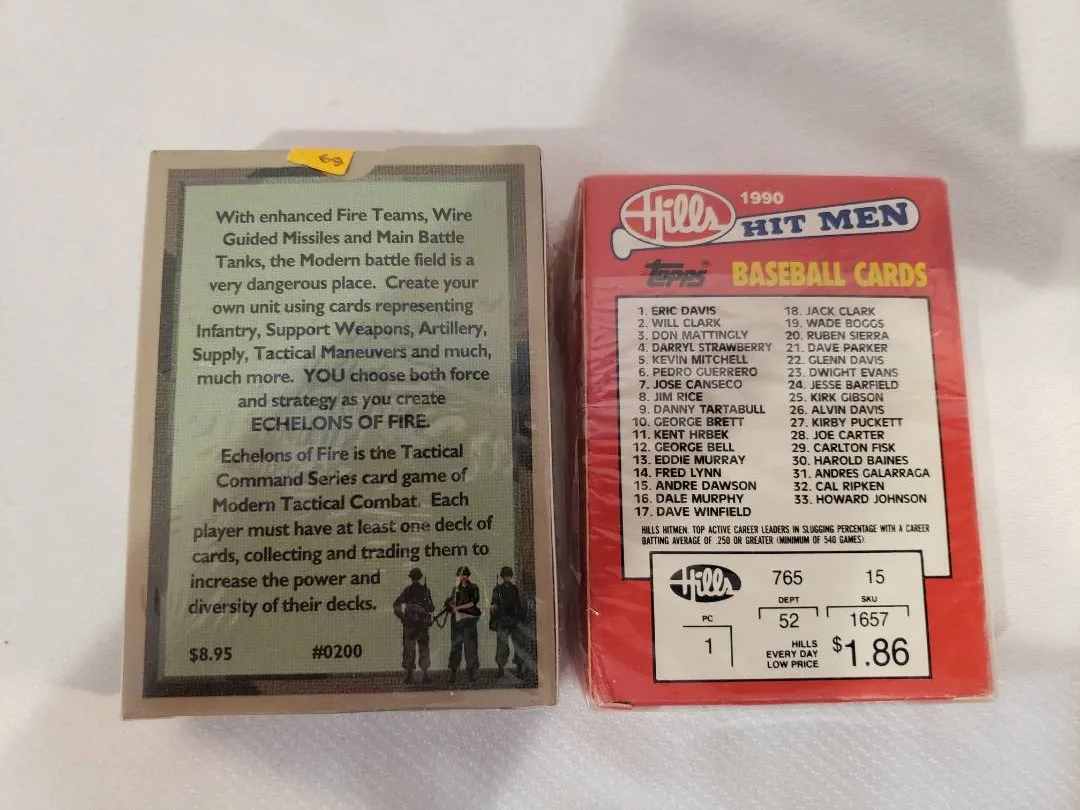 With enhanced Fire Teams, Wire
Guided Missiles and Main Battle
Tanks, the Modern battle field is a
very dangerous place. Create your
own unit using cards representing
Infantry, Support Weapons, Artillery,
Supply, Tactical Maneuvers and much,
much more. YOU choose both force
and strategy as you create
ECHELONS OF FIRE.
Echelons of Fire is the Tactical
Command Series card game of
Modern Tactical Combat. Each
player must have at least one deck of
cards, collecting and trading them to
increase the power and
diversity of their decks.
$8.95 #0200
Hills 1990
HIT MEN
Topps® BASEBALL CARDS
1. ERIC DAVIS
2. WILL CLARK
3. DON MATTINGLY
4. DARRYL STRAWBERRY
5. KEVIN MITCHELL
6. PEDRO GUERRERO
7. JOSE CANSECO
8. JIM RICE
9. DANNY TARTABULL
10. GEORGE BRETT
11. KENT HRBEK
12. GEORGE BELL
13. EDDIE MURRAY
14. FRED LYNN
15. ANDRE DAWSON
16. DALE MURPHY
17. DAVE WINFIELD
18. JACK CLARK
19. WADE BOGGS
20. RUBEN SIERRA
21. DAVE PARKER
22. GLENN DAVIS
23. DWIGHT EVANS
24. JESSE BARFIELD
25. KIRK GIBSON
26. ALVIN DAVIS
27. KIRBY PUCKETT
28. JOE CARTER
29. CARLTON FISK
30. HAROLD BAINES
31. ANDRES GALARRAGA
32. CAL RIPKEN
33. HOWARD JOHNSON
HILLS HITMEN: TOP ACTIVE CAREER LEADERS IN SLUGGING PERCENTAGE WITH A CAREER
BATTING AVERAGE OF .250 OR GREATER (MINIMUM OF 540 GAMES).
Hills 765 15
DEPT SKU
PC 52 1657
1 HILLS
EVERY DAY
LOW PRICE
$1.86